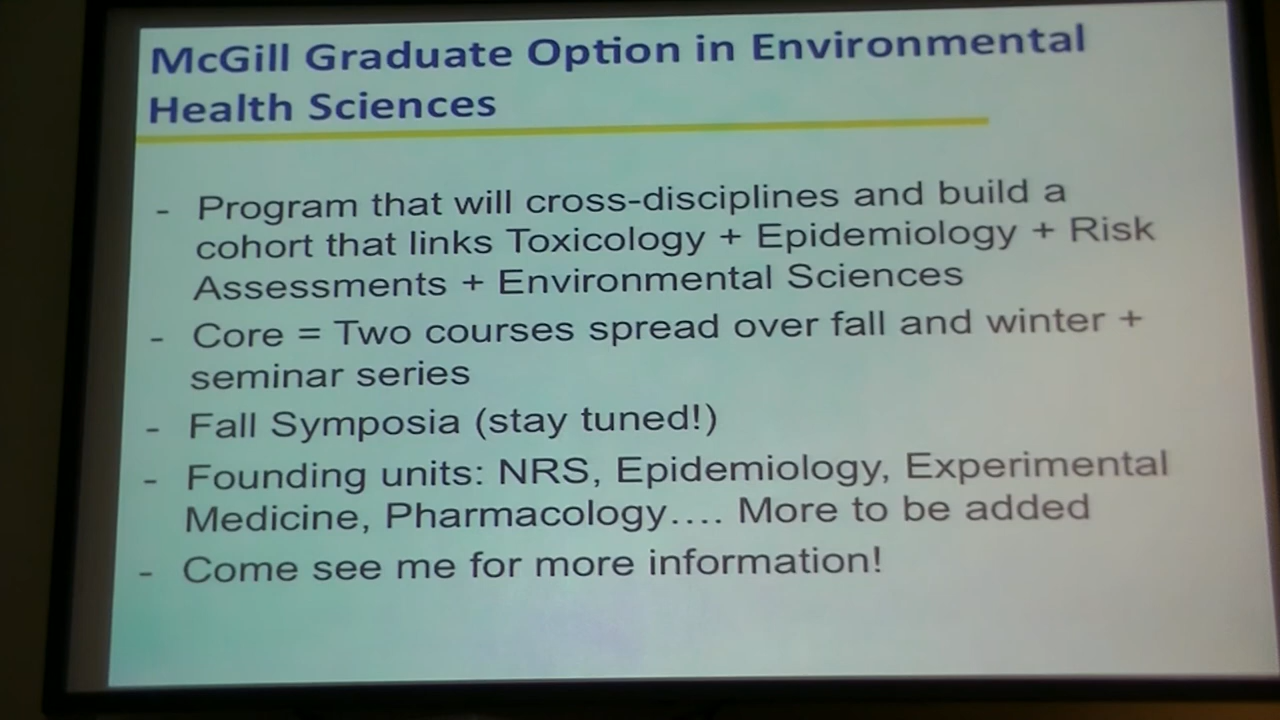 McGill Graduate Option in Environmental
Health Sciences
- Program that will cross-disciplines and build a
cohort that links Toxicology + Epidemiology + Risk
Assessments + Environmental Sciences
- Core = Two courses spread over fall and winter +
seminar series
- Fall Symposia (stay tuned!)
- Founding units: NRS, Epidemiology, Experimental
Medicine, Pharmacology.... More to be added
- Come see me for more information!